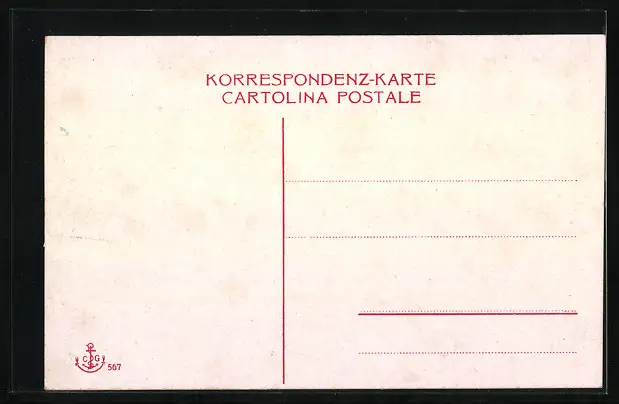 KORRESPONDENZ-KARTE
CARTOLINA POSTALE
C G
567